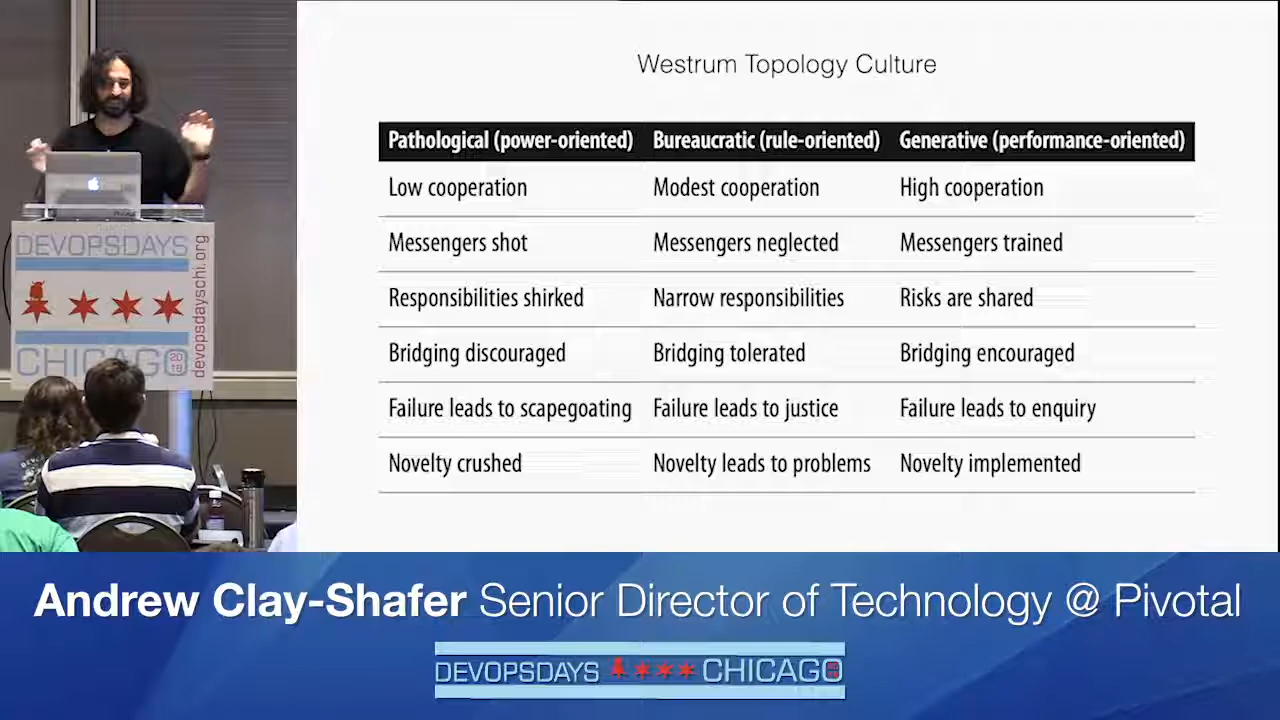 Westrum Topology Culture
Pathological (power-oriented) Bureaucratic (rule-oriented) Generative (performance-oriented)
Low cooperation Modest cooperation High cooperation
Messengers shot Messengers neglected Messengers trained
Responsibilities shirked Narrow responsibilities Risks are shared
Bridging discouraged Bridging tolerated Bridging encouraged
Failure leads to scapegoating Failure leads to justice Failure leads to enquiry
Novelty crushed Novelty leads to problems Novelty implemented
DEVOPSDAYS
devopsdayschi.org
CHICAGO
2018
Andrew Clay-Shafer Senior Director of Technology @ Pivotal
DEVOPSDAYS CHICAGO